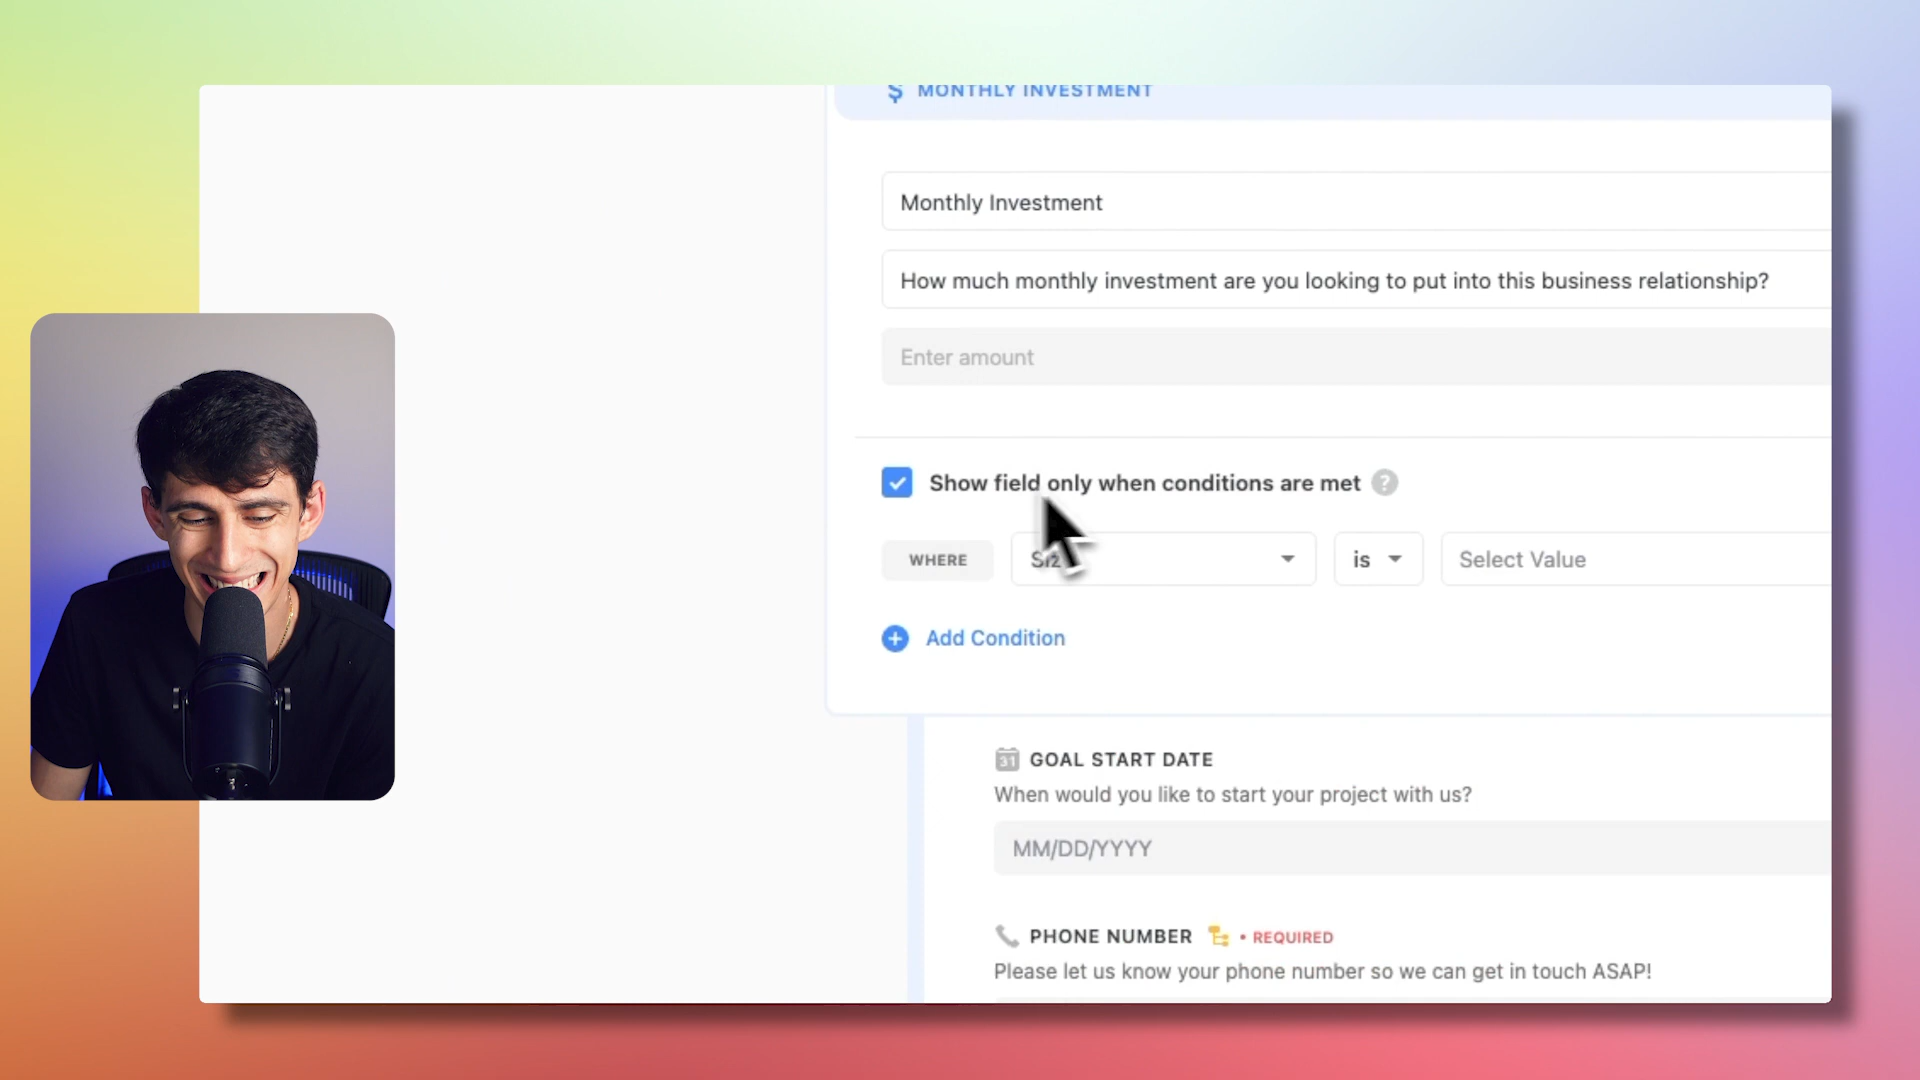 $ MONTHLY INVESTMENT
Monthly Investment
How much monthly investment are you looking to put into this business relationship?
Enter amount
Show field only when conditions are met ?
WHERE is Select Value
Add Condition
31 GOAL START DATE
When would you like to start your project with us?
MM/DD/YYYY
PHONE NUMBER • REQUIRED
Please let us know your phone number so we can get in touch ASAP!